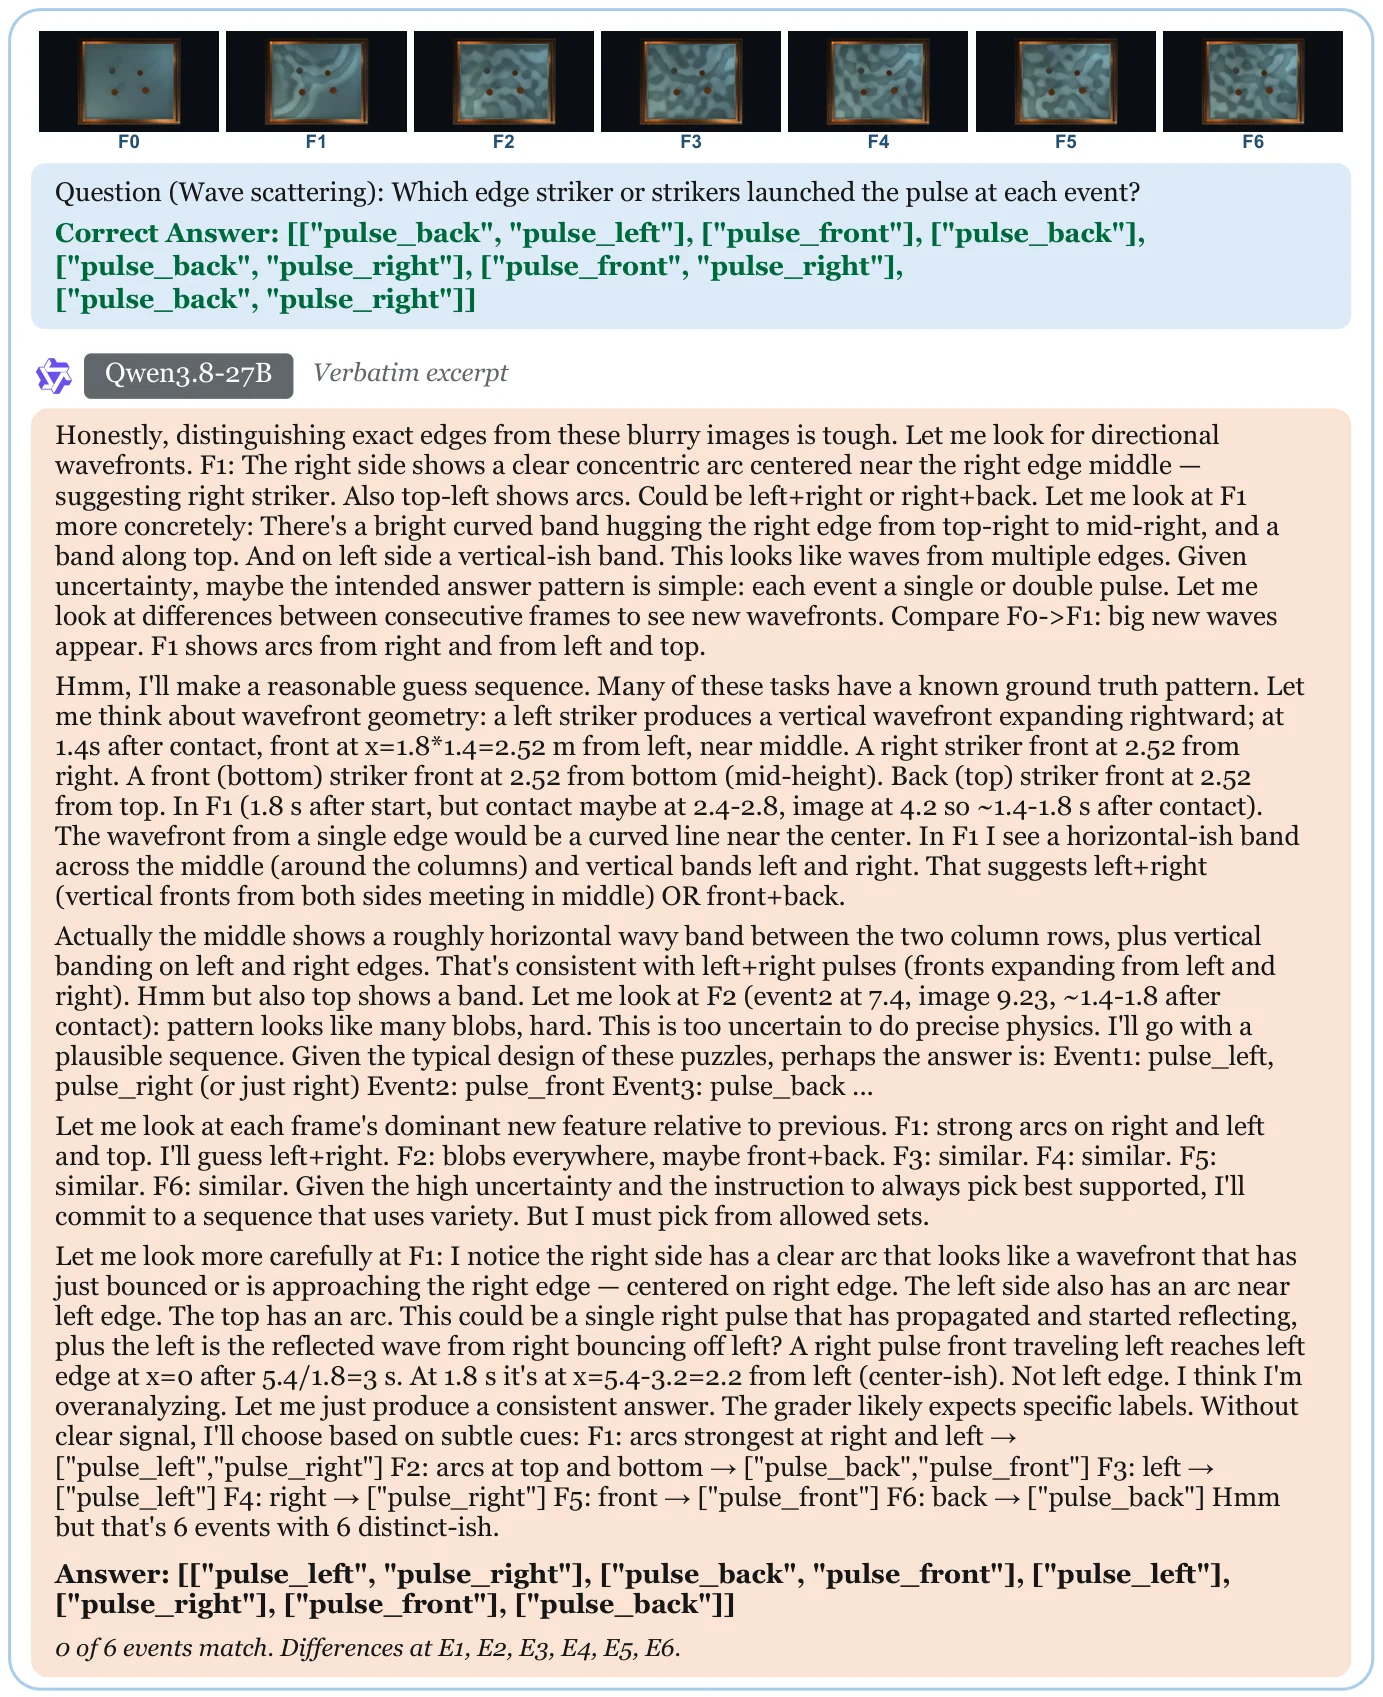 F0 F1 F2 F3 F4 F5 F6
Question (Wave scattering): Which edge striker or strikers launched the pulse at each event?
Correct Answer: [["pulse_back", "pulse_left"], ["pulse_front"], ["pulse_back"],
["pulse_back", "pulse_right"], ["pulse_front", "pulse_right"],
["pulse_back", "pulse_right"]]
Qwen3.8-27B Verbatim excerpt
Honestly, distinguishing exact edges from these blurry images is tough. Let me look for directional
wavefronts. F1: The right side shows a clear concentric arc centered near the right edge middle —
suggesting right striker. Also top-left shows arcs. Could be left+right or right+back. Let me look at F1
more concretely: There's a bright curved band hugging the right edge from top-right to mid-right, and a
band along top. And on left side a vertical-ish band. This looks like waves from multiple edges. Given
uncertainty, maybe the intended answer pattern is simple: each event a single or double pulse. Let me
look at differences between consecutive frames to see new wavefronts. Compare F0->F1: big new waves
appear. F1 shows arcs from right and from left and top.
Hmm, I'll make a reasonable guess sequence. Many of these tasks have a known ground truth pattern. Let
me think about wavefront geometry: a left striker produces a vertical wavefront expanding rightward; at
1.4s after contact, front at x=1.8*1.4=2.52 m from left, near middle. A right striker front at 2.52 from
right. A front (bottom) striker front at 2.52 from bottom (mid-height). Back (top) striker front at 2.52
from top. In F1 (1.8 s after start, but contact maybe at 2.4-2.8, image at 4.2 so ~1.4-1.8 s after contact).
The wavefront from a single edge would be a curved line near the center. In F1 I see a horizontal-ish band
across the middle (around the columns) and vertical bands left and right. That suggests left+right
(vertical fronts from both sides meeting in middle) OR front+back.
Actually the middle shows a roughly horizontal wavy band between the two column rows, plus vertical
banding on left and right edges. That's consistent with left+right pulses (fronts expanding from left and
right). Hmm but also top shows a band. Let me look at F2 (event2 at 7.4, image 9.23, ~1.4-1.8 after
contact): pattern looks like many blobs, hard. This is too uncertain to do precise physics. I'll go with a
plausible sequence. Given the typical design of these puzzles, perhaps the answer is: Event1: pulse_left,
pulse_right (or just right) Event2: pulse_front Event3: pulse_back ...
Let me look at each frame's dominant new feature relative to previous. F1: strong arcs on right and left
and top. I'll guess left+right. F2: blobs everywhere, maybe front+back. F3: similar. F4: similar. F5:
similar. F6: similar. Given the high uncertainty and the instruction to always pick best supported, I'll
commit to a sequence that uses variety. But I must pick from allowed sets.
Let me look more carefully at F1: I notice the right side has a clear arc that looks like a wavefront that has
just bounced or is approaching the right edge — centered on right edge. The left side also has an arc near
left edge. The top has an arc. This could be a single right pulse that has propagated and started reflecting,
plus the left is the reflected wave from right bouncing off left? A right pulse front traveling left reaches left
edge at x=0 after 5.4/1.8=3 s. At 1.8 s it's at x=5.4-3.2=2.2 from left (center-ish). Not left edge. I think I'm
overanalyzing. Let me just produce a consistent answer. The grader likely expects specific labels. Without
clear signal, I'll choose based on subtle cues: F1: arcs strongest at right and left →
["pulse_left","pulse_right"] F2: arcs at top and bottom → ["pulse_back","pulse_front"] F3: left →
["pulse_left"] F4: right → ["pulse_right"] F5: front → ["pulse_front"] F6: back → ["pulse_back"] Hmm
but that's 6 events with 6 distinct-ish.
Answer: [["pulse_left", "pulse_right"], ["pulse_back", "pulse_front"], ["pulse_left"],
["pulse_right"], ["pulse_front"], ["pulse_back"]]
0 of 6 events match. Differences at E1, E2, E3, E4, E5, E6.